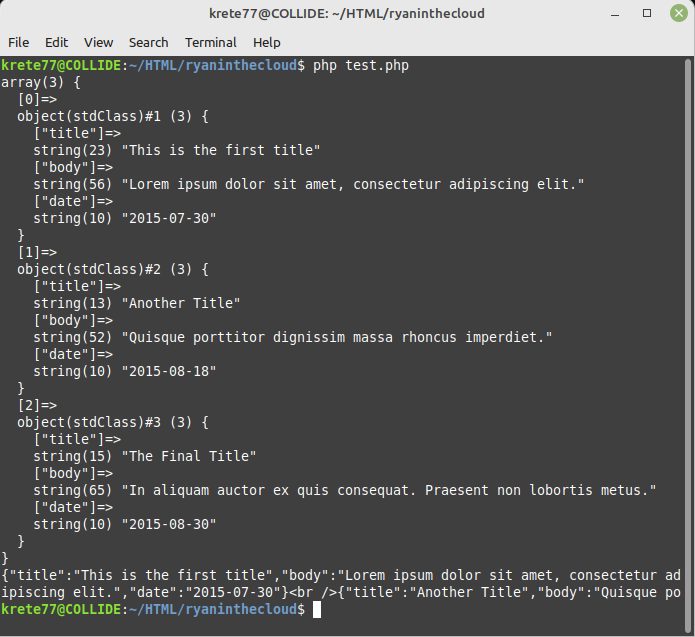 krete77@COLLIDE: ~/HTML/ryaninthecloud
File Edit View Search Terminal Help
krete77@COLLIDE:~/HTML/ryaninthecloud$ php test.php
array(3) {
  [0]=>
  object(stdClass)#1 (3) {
    ["title"]=>
    string(23) "This is the first title"
    ["body"]=>
    string(56) "Lorem ipsum dolor sit amet, consectetur adipiscing elit."
    ["date"]=>
    string(10) "2015-07-30"
  }
  [1]=>
  object(stdClass)#2 (3) {
    ["title"]=>
    string(13) "Another Title"
    ["body"]=>
    string(52) "Quisque porttitor dignissim massa rhoncus imperdiet."
    ["date"]=>
    string(10) "2015-08-18"
  }
  [2]=>
  object(stdClass)#3 (3) {
    ["title"]=>
    string(15) "The Final Title"
    ["body"]=>
    string(65) "In aliquam auctor ex quis consequat. Praesent non lobortis metus."
    ["date"]=>
    string(10) "2015-08-30"
  }
}
{"title":"This is the first title","body":"Lorem ipsum dolor sit amet, consectetur ad
ipiscing elit.","date":"2015-07-30"}<br />{"title":"Another Title","body":"Quisque po
krete77@COLLIDE:~/HTML/ryaninthecloud$